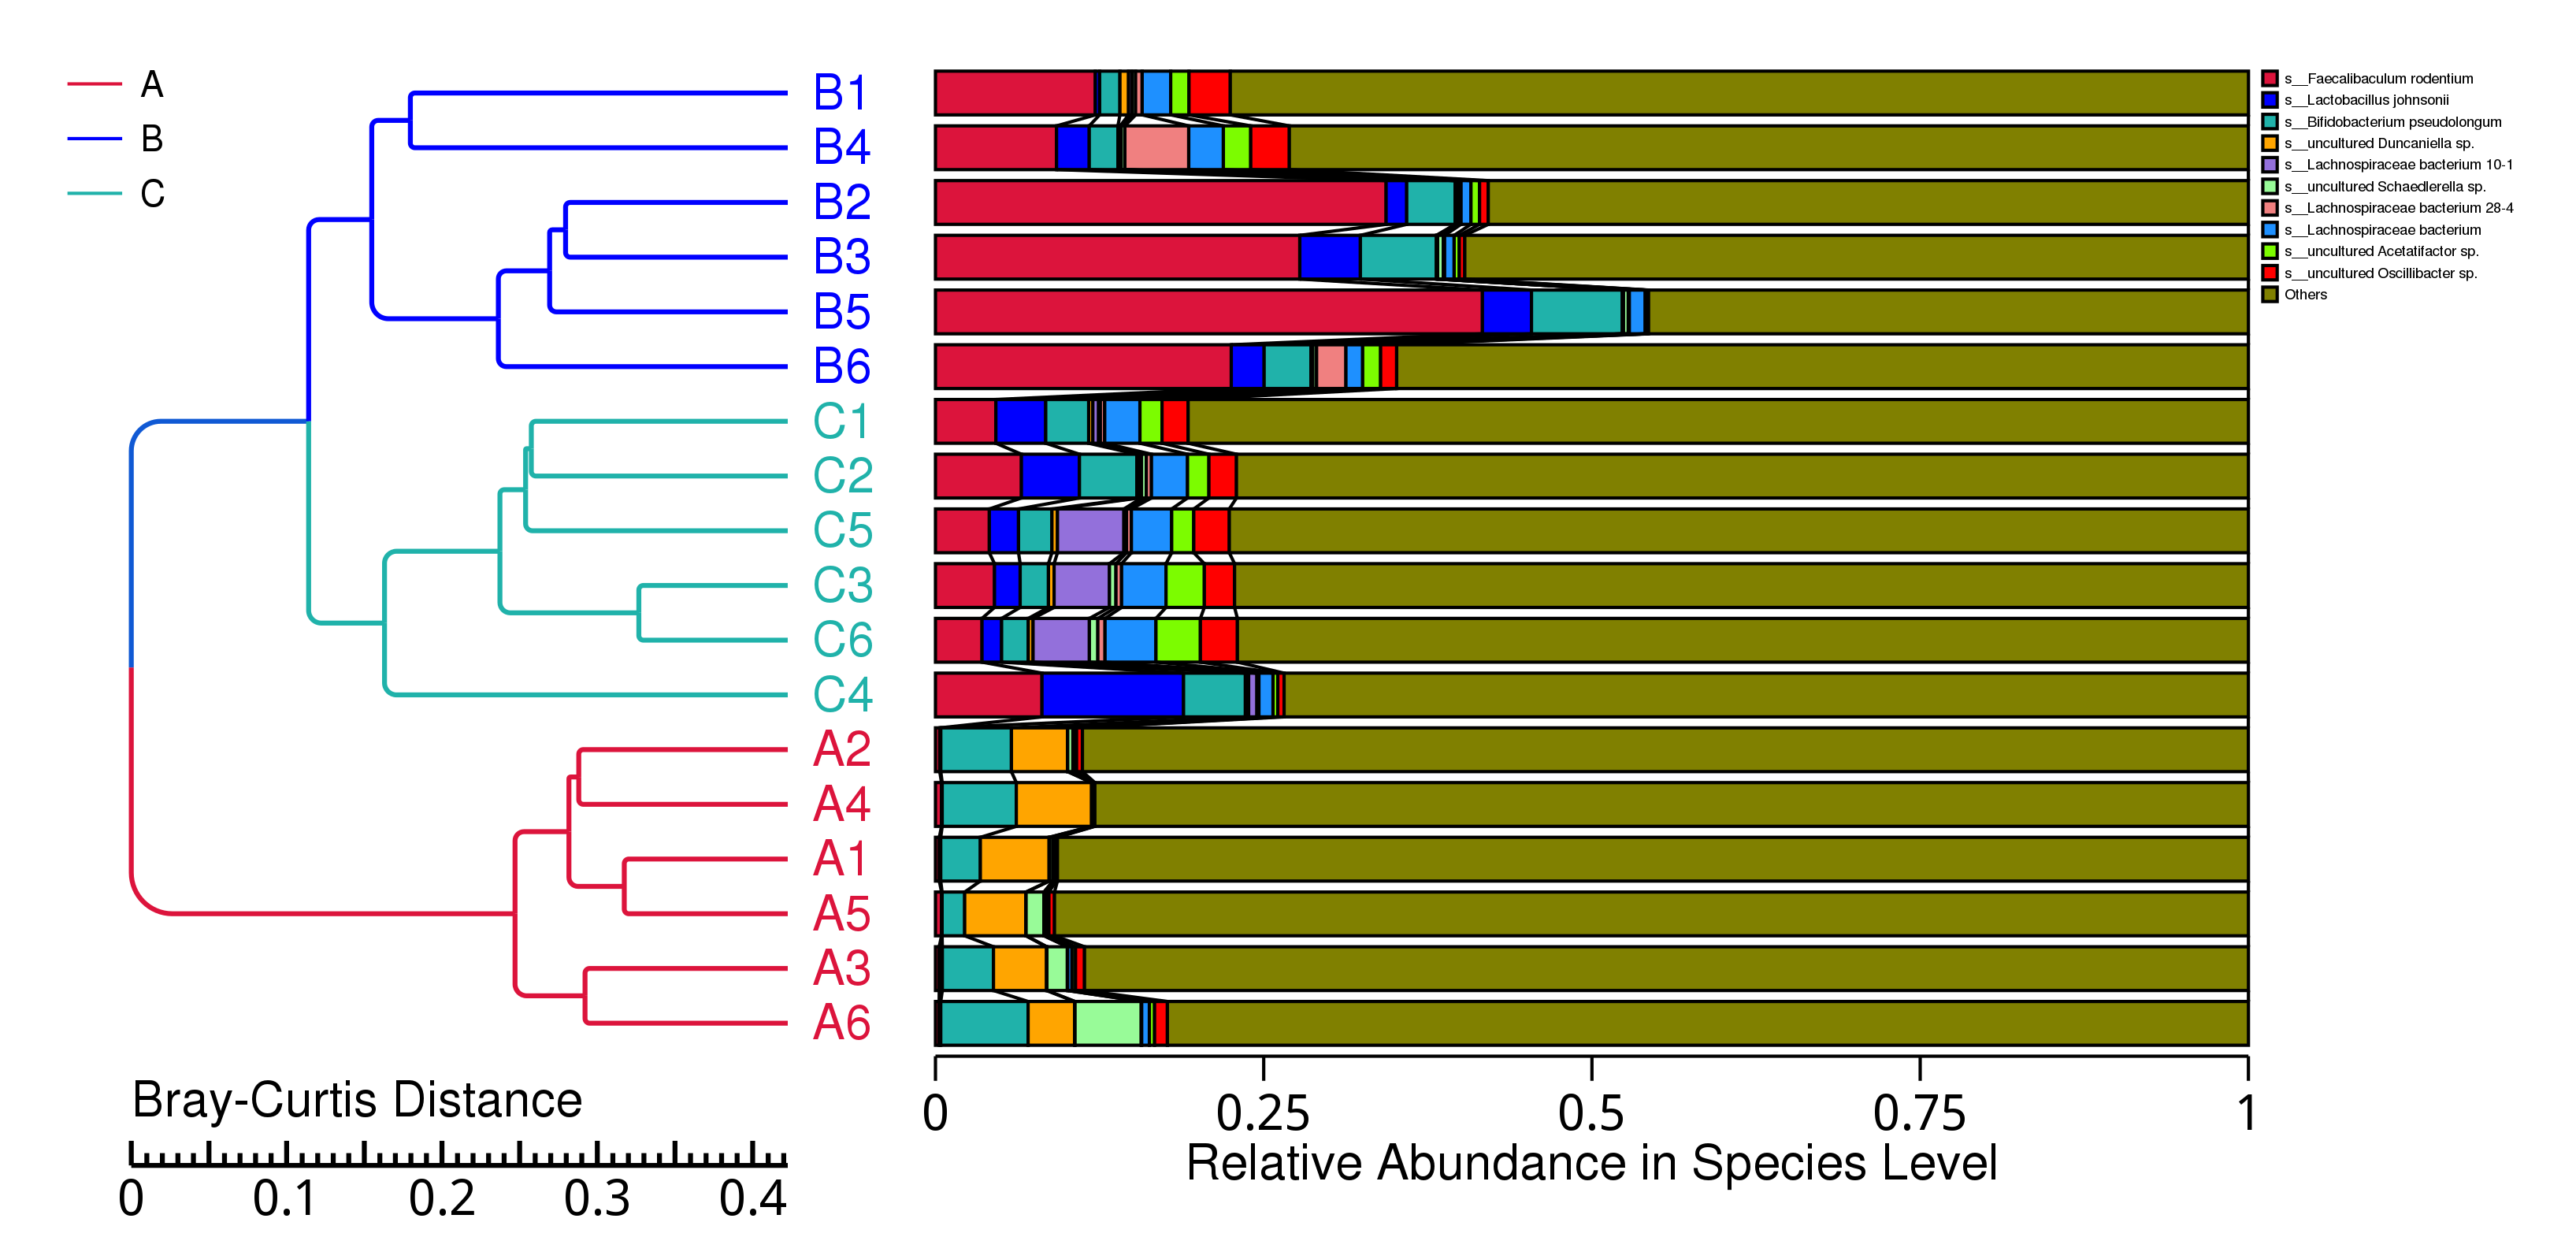 A
B
C
B1
B4
B2
B3
B5
B6
C1
C2
C5
C3
C6
C4
A2
A4
A1
A5
A3
A6
s__Faecalibaculum rodentium
s__Lactobacillus johnsonii
s__Bifidobacterium pseudolongum
s__uncultured Duncaniella sp.
s__Lachnospiraceae bacterium 10-1
s__uncultured Schaedlerella sp.
s__Lachnospiraceae bacterium 28-4
s__Lachnospiraceae bacterium
s__uncultured Acetatifactor sp.
s__uncultured Oscillibacter sp.
Others
Bray-Curtis Distance
0 0.1 0.2 0.3 0.4
0 0.25 0.5 0.75 1
Relative Abundance in Species Level